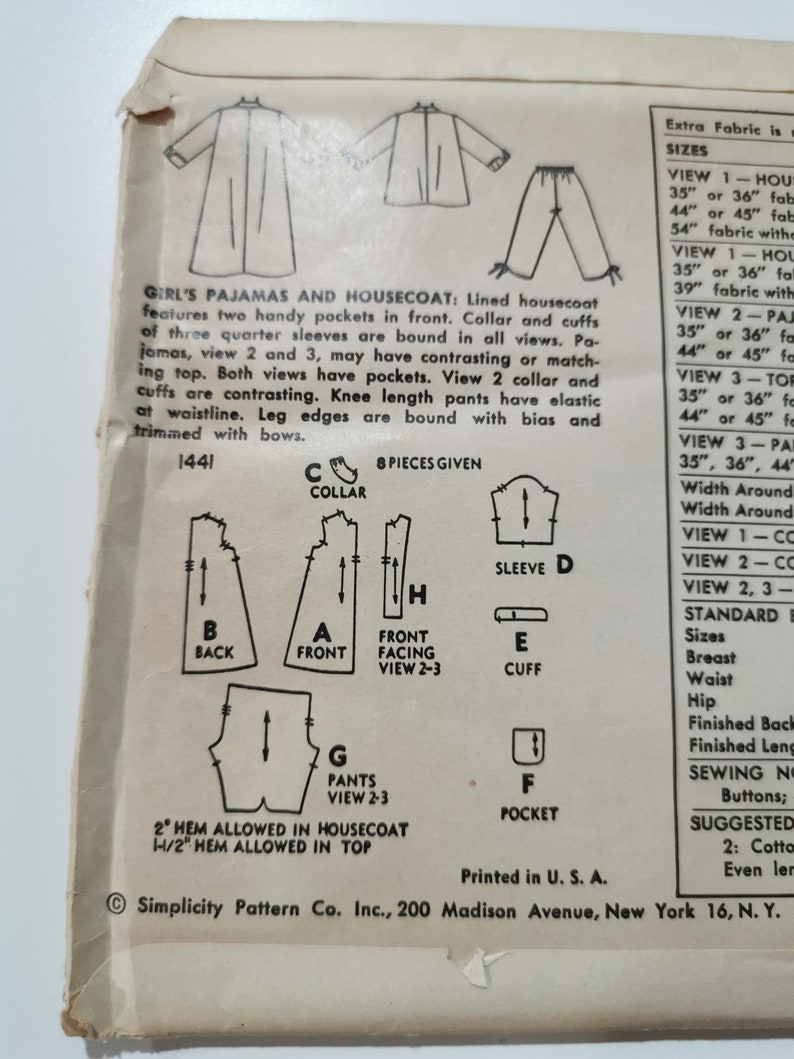 GIRL'S PAJAMAS AND HOUSECOAT: Lined housecoat
features two handy pockets in front. Collar and cuffs
of three quarter sleeves are bound in all views. Pa-
jamas, view 2 and 3, may have contrasting or match-
ing top. Both views have pockets. View 2 collar and
cuffs are contrasting. Knee length pants have elastic
at waistline. Leg edges are bound with bias and
trimmed with bows.
1441
8 PIECES GIVEN
C
COLLAR
B
BACK
A
FRONT
H
FRONT
FACING
VIEW 2-3
SLEEVE D
E
CUFF
G
PANTS
VIEW 2-3
F
POCKET
2" HEM ALLOWED IN HOUSECOAT
1-1/2" HEM ALLOWED IN TOP
Printed in U. S. A.
© Simplicity Pattern Co. Inc., 200 Madison Avenue, New York 16, N. Y.
Extra Fabric is
SIZES
VIEW 1 — HOUS
35" or 36" fab
44" or 45" fab
54" fabric with
VIEW 1 — HOU
35" or 36" fa
39" fabric with
VIEW 2 — PAJ
35" or 36" fa
44" or 45" fa
VIEW 3 — TOP
35" or 36" fa
44" or 45" fa
VIEW 3 — PA
35", 36", 44"
Width Around
Width Around
VIEW 1 — CO
VIEW 2 — CO
VIEW 2, 3 —
STANDARD
Sizes
Breast
Waist
Hip
Finished Back
Finished Leng
SEWING NO
Buttons;
SUGGESTED
2: Cotto
Even len